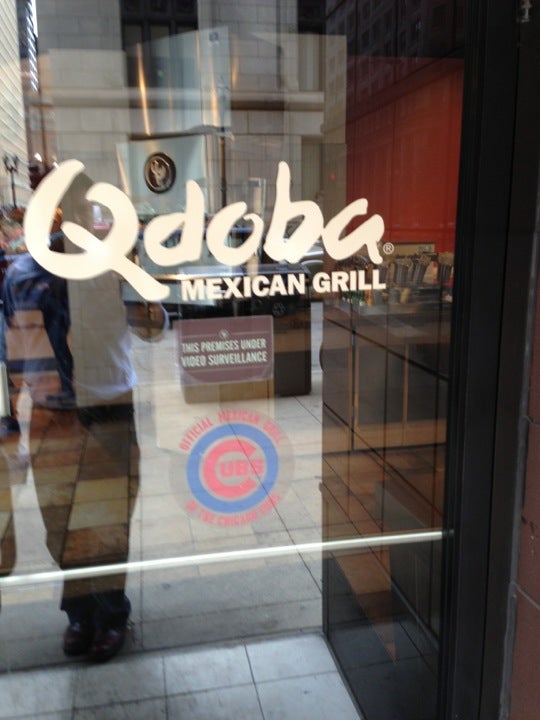 Qdoba®
MEXICAN GRILL
THIS PREMISES UNDER
VIDEO SURVEILLANCE
OFFICIAL MEXICAN GRILL
CUBS
OF THE CHICAGO CUBS